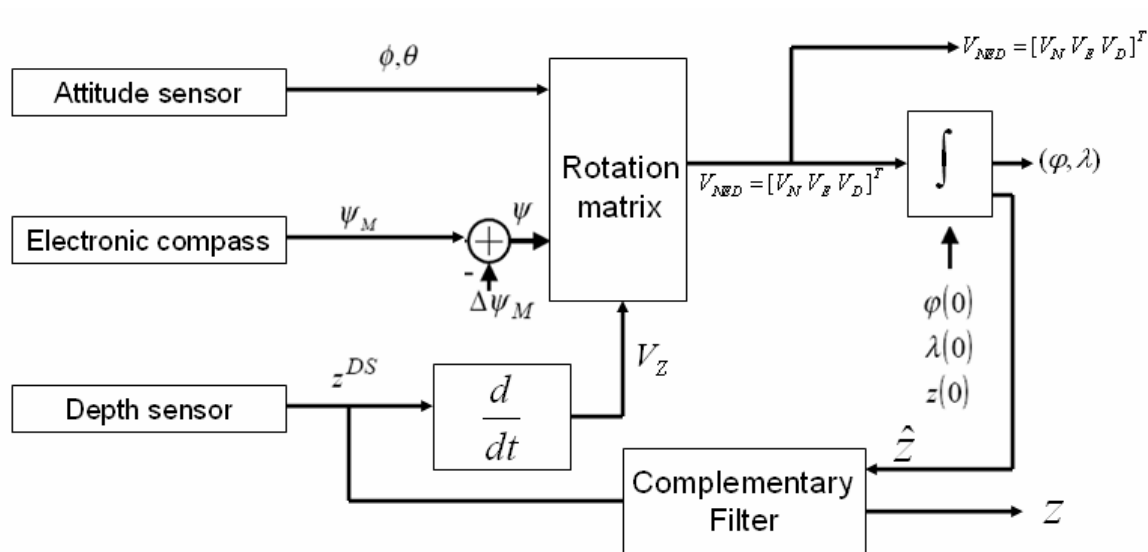 V_NED = [V_N V_E V_D]^T
ϕ,θ
Attitude sensor
∫
(φ, λ)
Rotation
matrix
V_NED = [V_N V_E V_D]^T
Electronic compass
ψ_M
+
ψ
-
Δψ_M
φ(0)
λ(0)
z(0)
V_Z
z^DS
Depth sensor
d
dt
ẑ
Complementary
Filter
z